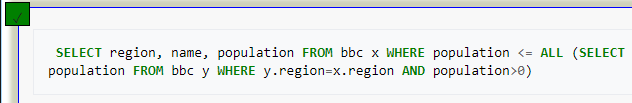 SELECT region, name, population FROM bbc x WHERE population <= ALL (SELECT
population FROM bbc y WHERE y.region=x.region AND population>0)